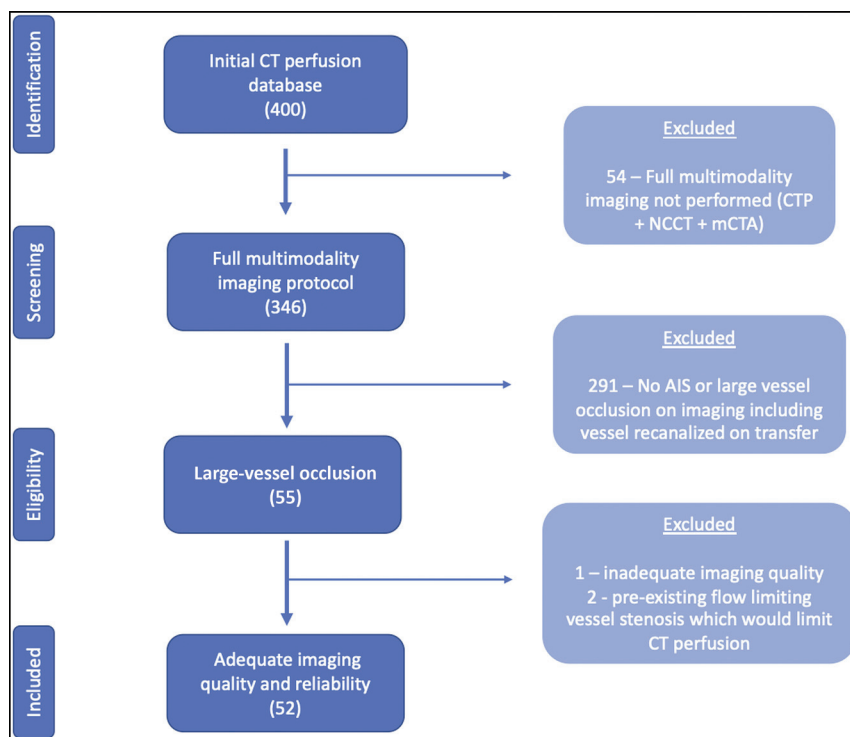 Identification
Initial CT perfusion
database
(400)
Excluded
54 – Full multimodality
imaging not performed (CTP
+ NCCT + mCTA)
Screening
Full multimodality
imaging protocol
(346)
Excluded
291 – No AIS or large vessel
occlusion on imaging including
vessel recanalized on transfer
Eligibility
Large-vessel occlusion
(55)
Excluded
1 – inadequate imaging quality
2 - pre-existing flow limiting
vessel stenosis which would limit
CT perfusion
Included
Adequate imaging
quality and reliability
(52)